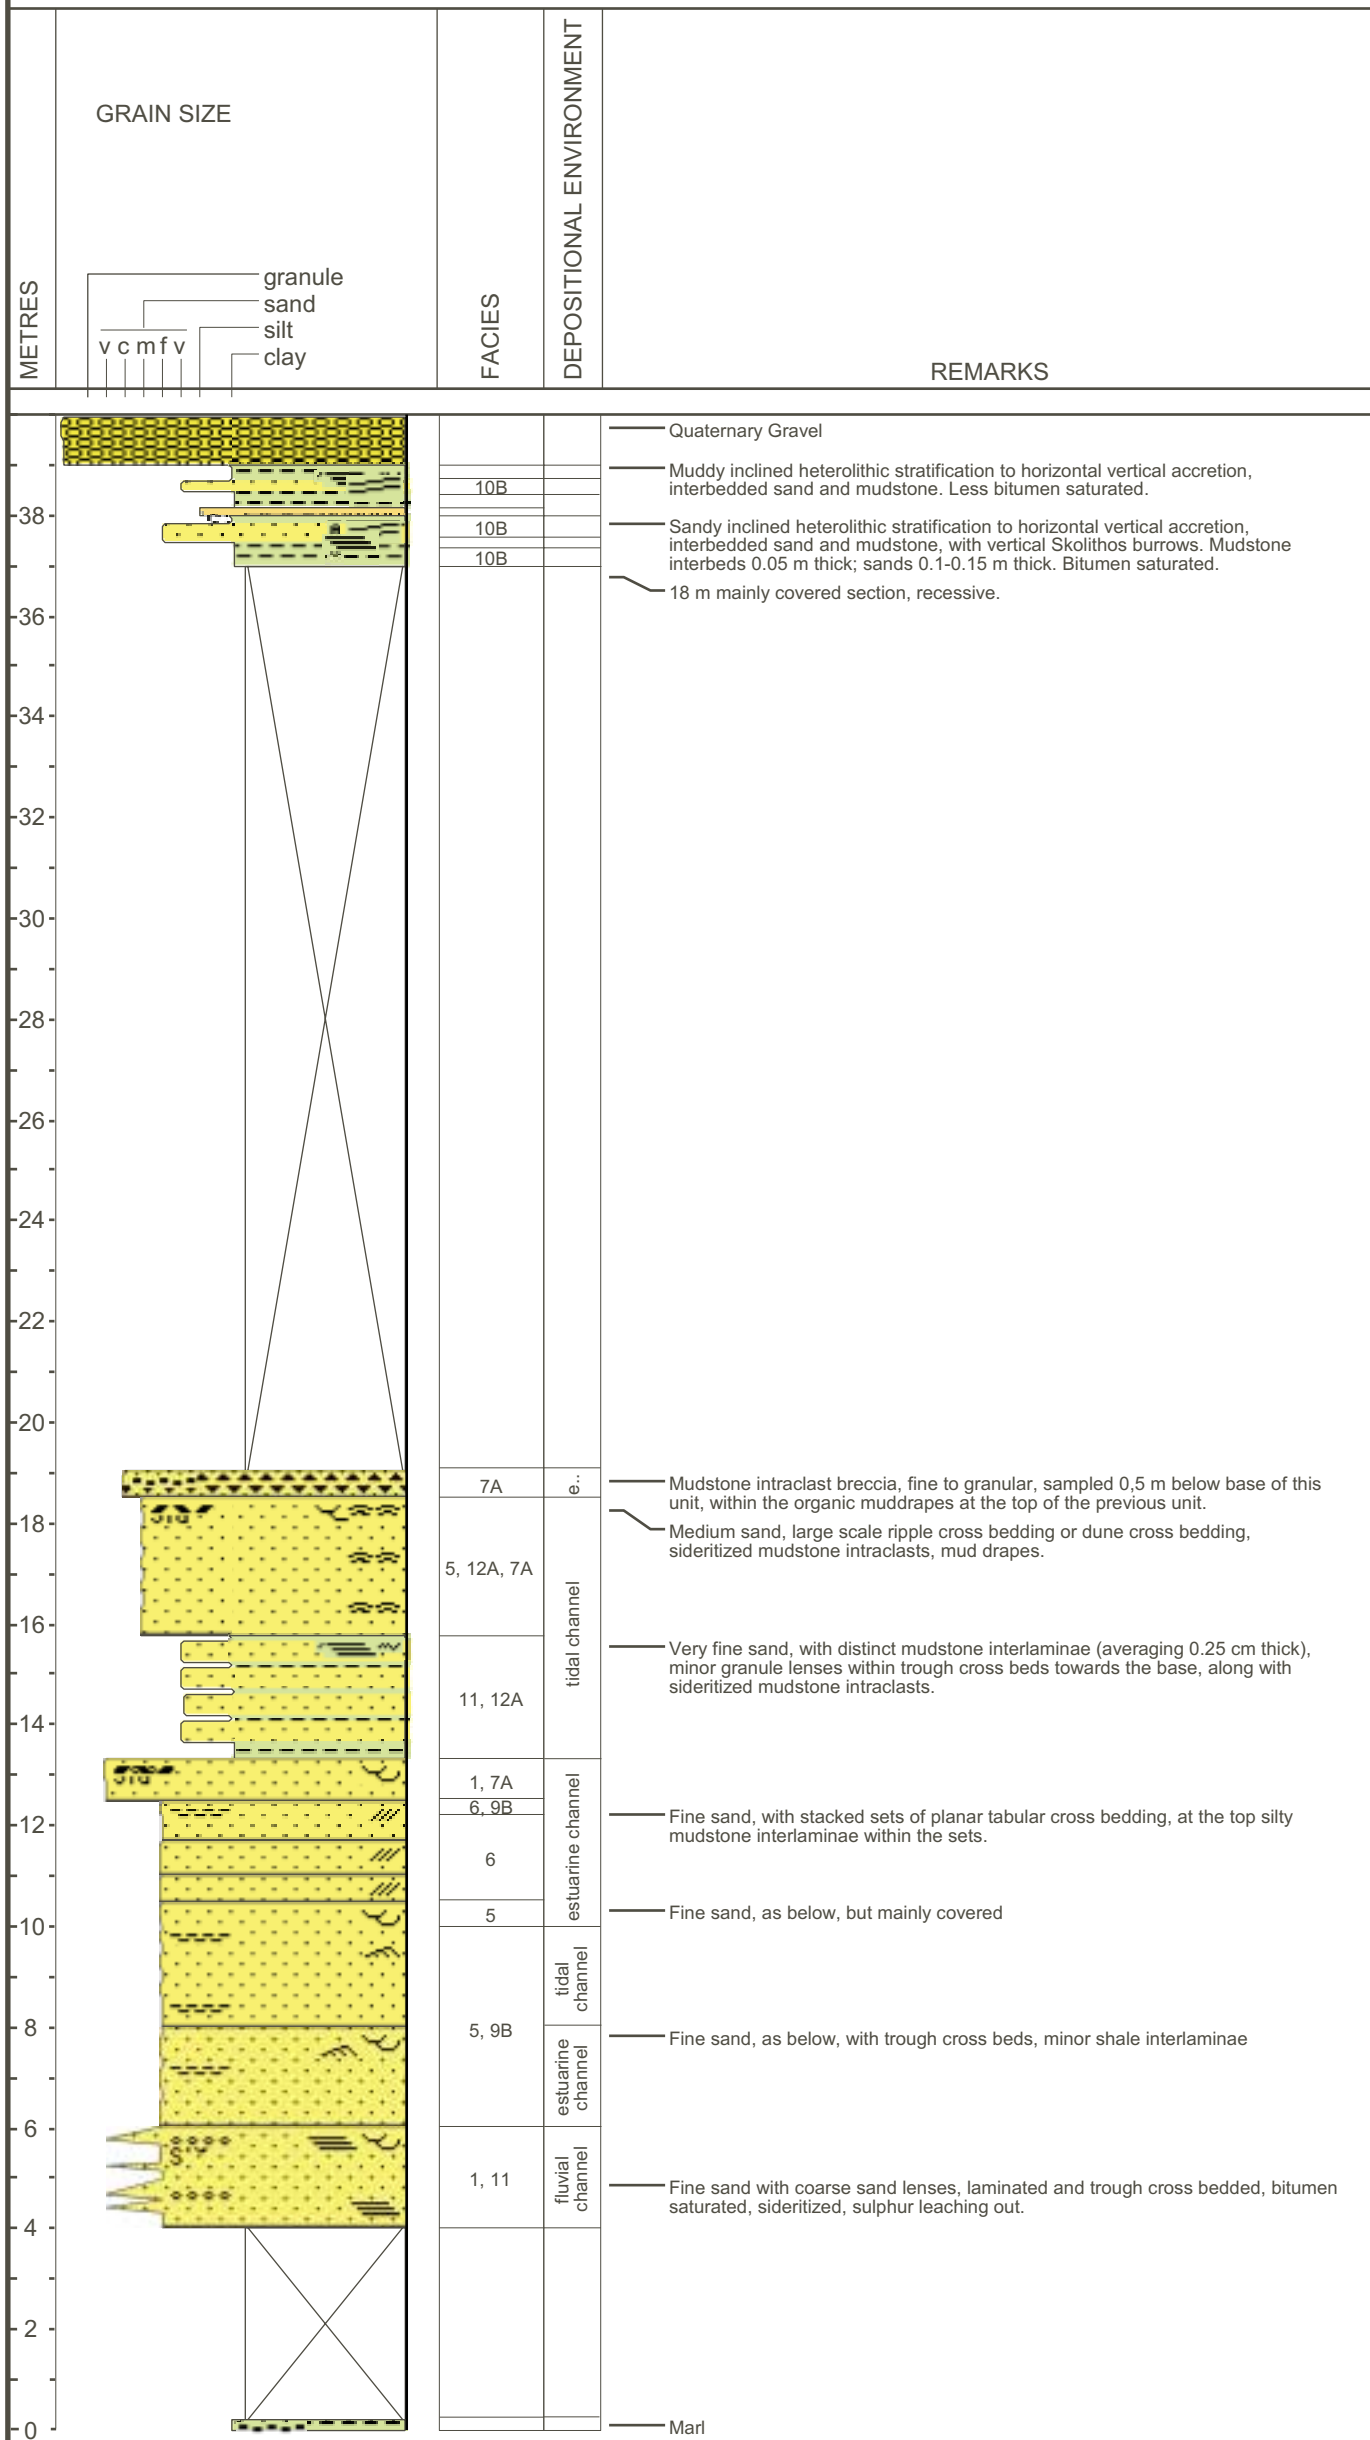 GRAIN SIZE
granule
sand
silt
clay
v c m f v
METRES
FACIES
DEPOSITIONAL ENVIRONMENT
REMARKS
Quaternary Gravel
Muddy inclined heterolithic stratification to horizontal vertical accretion,
interbedded sand and mudstone. Less bitumen saturated.
10B
38
Sandy inclined heterolithic stratification to horizontal vertical accretion,
interbedded sand and mudstone, with vertical Skolithos burrows. Mudstone
interbeds 0.05 m thick; sands 0.1-0.15 m thick. Bitumen saturated.
10B
10B
18 m mainly covered section, recessive.
36
34
32
30
28
26
24
22
20
7A
e..
Mudstone intraclast breccia, fine to granular, sampled 0,5 m below base of this
unit, within the organic muddrapes at the top of the previous unit.
18
Medium sand, large scale ripple cross bedding or dune cross bedding,
sideritized mudstone intraclasts, mud drapes.
5, 12A, 7A
tidal channel
16
Very fine sand, with distinct mudstone interlaminae (averaging 0.25 cm thick),
minor granule lenses within trough cross beds towards the base, along with
sideritized mudstone intraclasts.
11, 12A
14
1, 7A
6, 9B
estuarine channel
12
Fine sand, with stacked sets of planar tabular cross bedding, at the top silty
mudstone interlaminae within the sets.
6
5
Fine sand, as below, but mainly covered
10
tidal
channel
8
5, 9B
Fine sand, as below, with trough cross beds, minor shale interlaminae
estuarine
channel
6
1, 11
fluvial
channel
Fine sand with coarse sand lenses, laminated and trough cross bedded, bitumen
saturated, sideritized, sulphur leaching out.
4
2
0
Marl